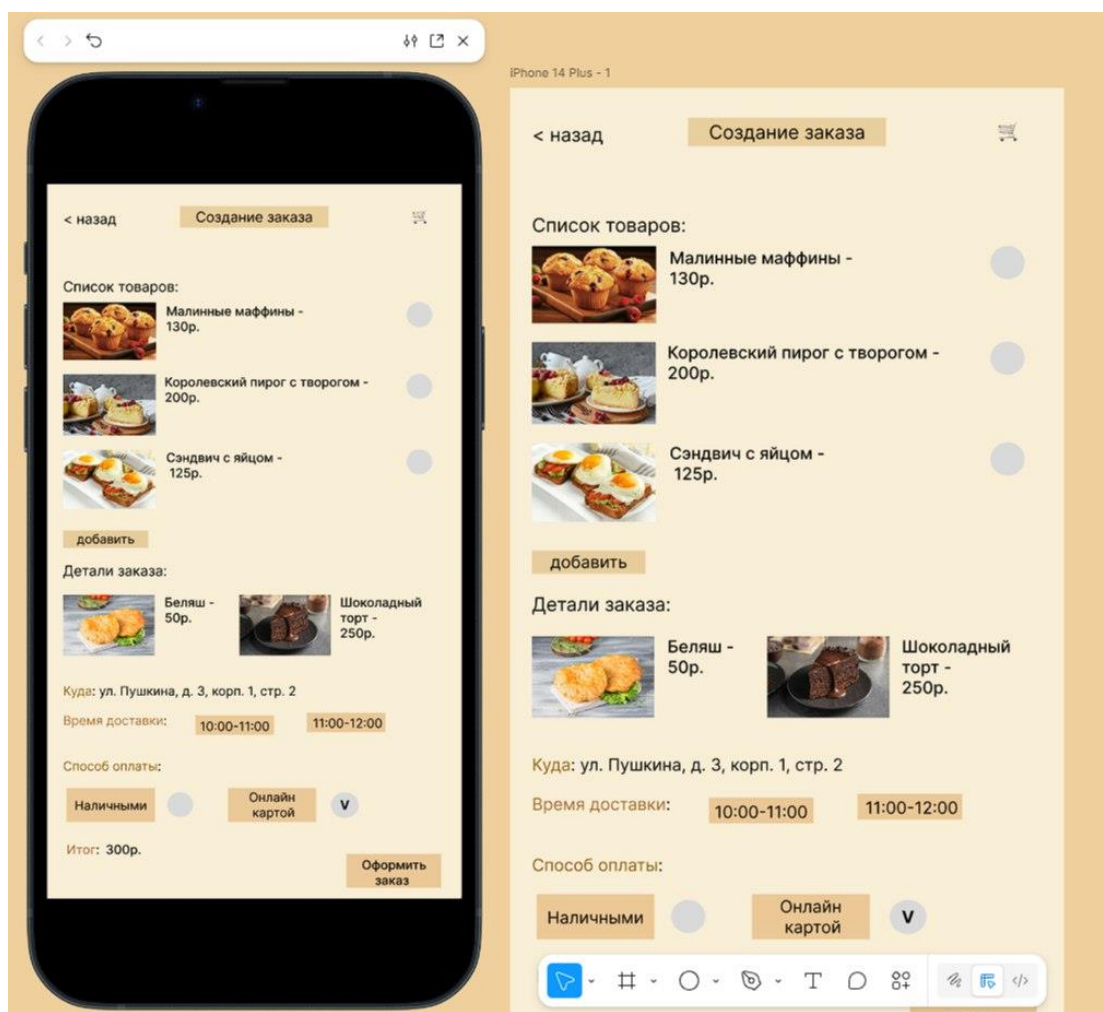 < назад
Создание заказа
Список товаров:
Малинные маффины -
130р.
Королевский пирог с творогом -
200р.
Сэндвич с яйцом -
125р.
добавить
Детали заказа:
Беляш -
50р.
Шоколадный
торт -
250р.
Куда: ул. Пушкина, д. 3, корп. 1, стр. 2
Время доставки:
10:00-11:00
11:00-12:00
Способ оплаты:
Наличными
Онлайн
картой
V
Итог: 300р.
Оформить
заказ
iPhone 14 Plus - 1
< назад
Создание заказа
Список товаров:
Малинные маффины -
130р.
Королевский пирог с творогом -
200р.
Сэндвич с яйцом -
125р.
добавить
Детали заказа:
Беляш -
50р.
Шоколадный
торт -
250р.
Куда: ул. Пушкина, д. 3, корп. 1, стр. 2
Время доставки:
10:00-11:00
11:00-12:00
Способ оплаты:
Наличными
Онлайн
картой
V